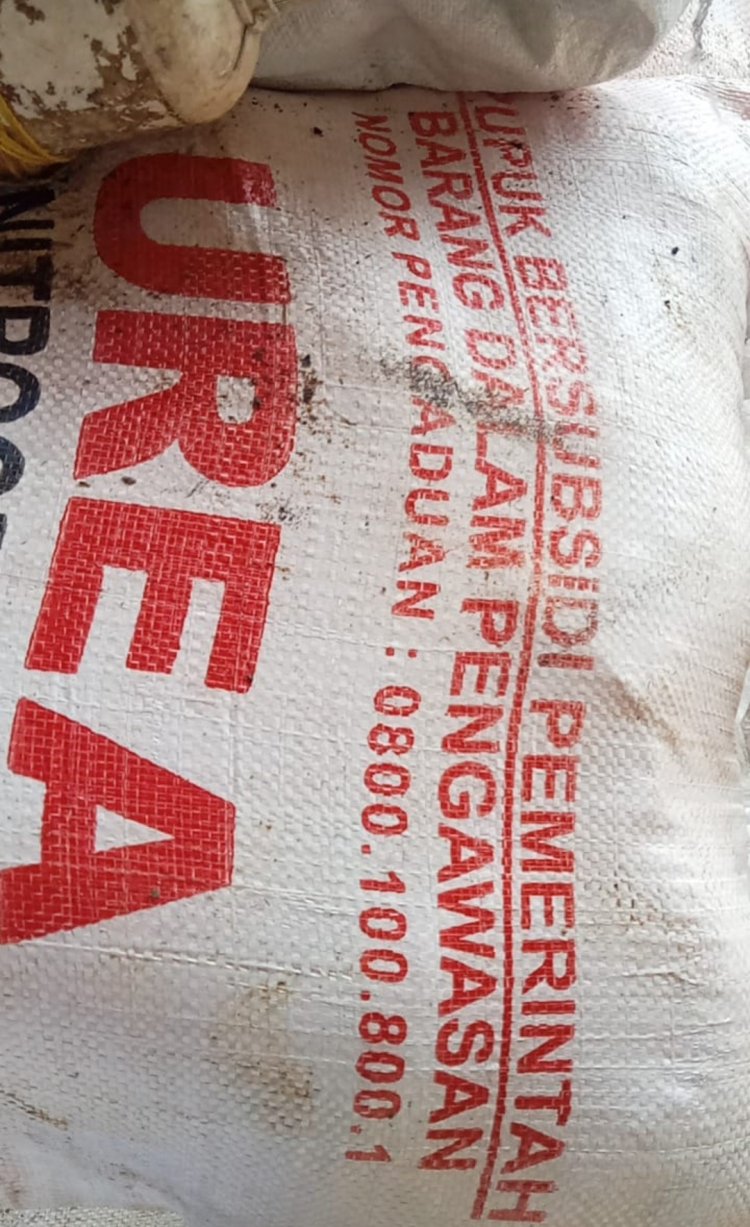 PUPUK BERSUBSIDI PEMERINTAH
BARANG DALAM PENGAWASAN
NOMOR PENGADUAN : 0800.100.800.1
UREA